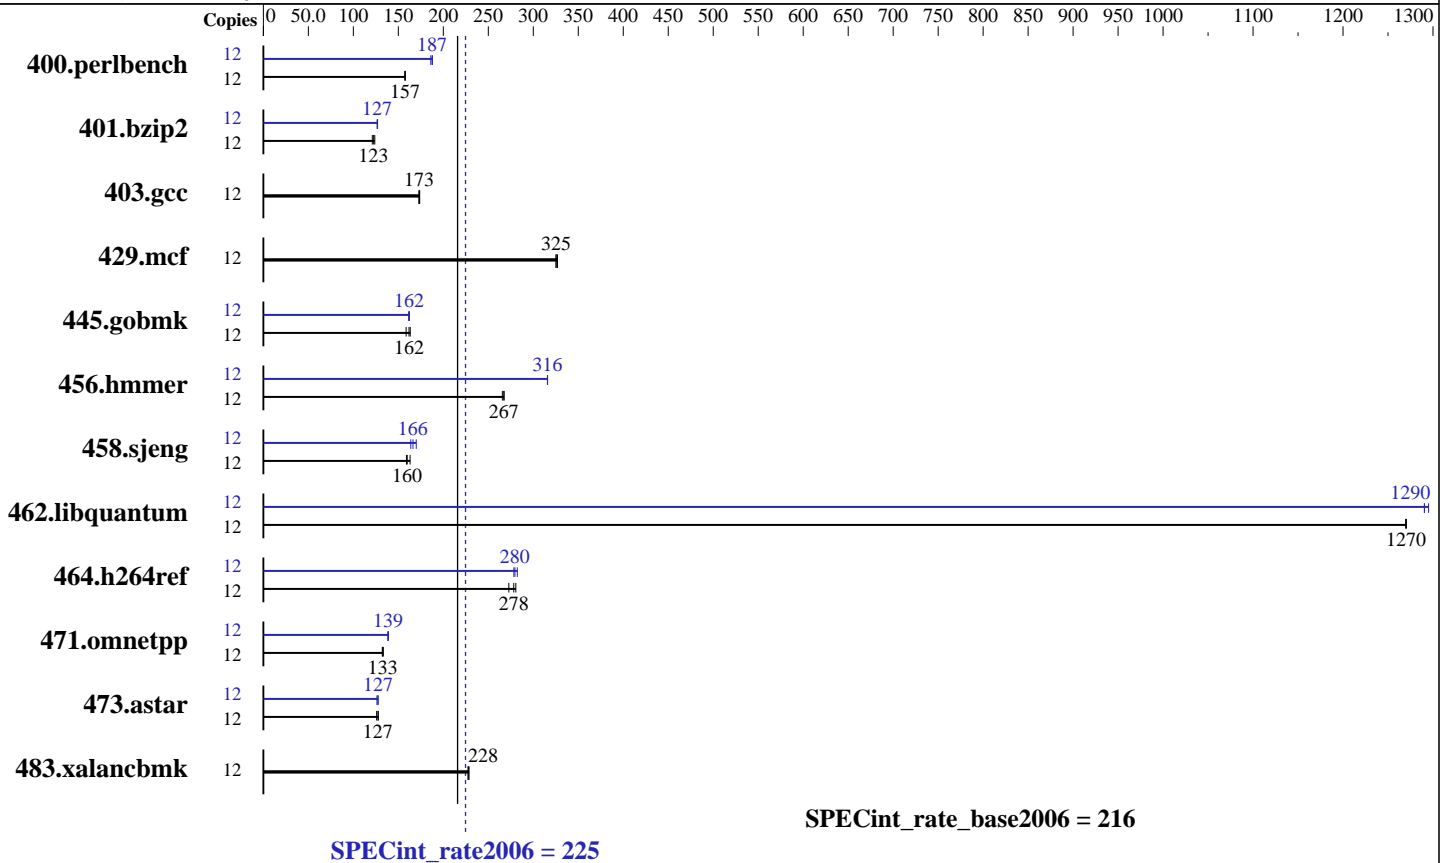 Copies 0 50.0 100 150 200 250 300 350 400 450 500 550 600 650 700 750 800 850 900 950 1000 1100 1200 1300
400.perlbench 12 187
12 157
401.bzip2 12 127
12 123
403.gcc 12 173
429.mcf 12 325
445.gobmk 12 162
12 162
456.hmmer 12 316
12 267
458.sjeng 12 166
12 160
462.libquantum 12 1290
12 1270
464.h264ref 12 280
12 278
471.omnetpp 12 139
12 133
473.astar 12 127
12 127
483.xalancbmk 12 228
SPECint_rate_base2006 = 216
SPECint_rate2006 = 225